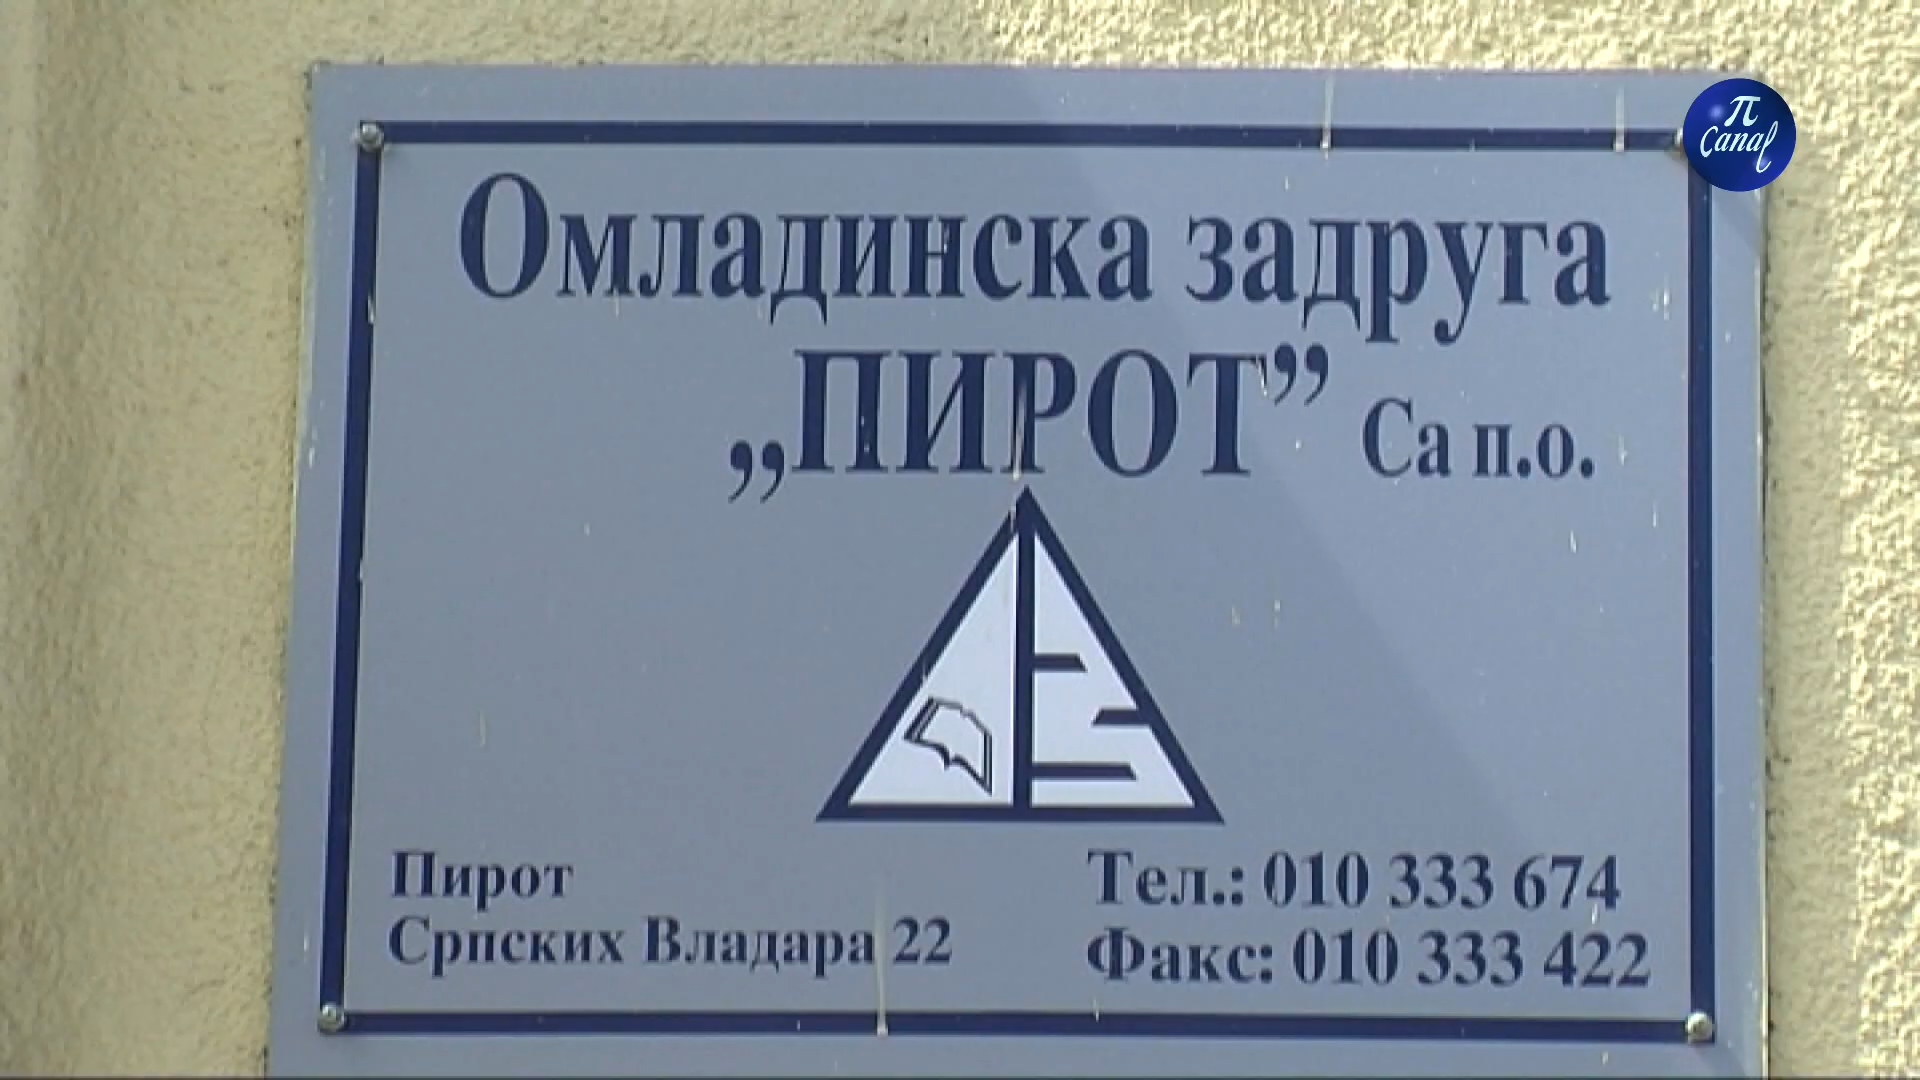 π
Canal
Омладинска задруга
„ПИРОТ” Са п.о.
Пирот
Српских Владара 22
Тел.: 010 333 674
Факс: 010 333 422